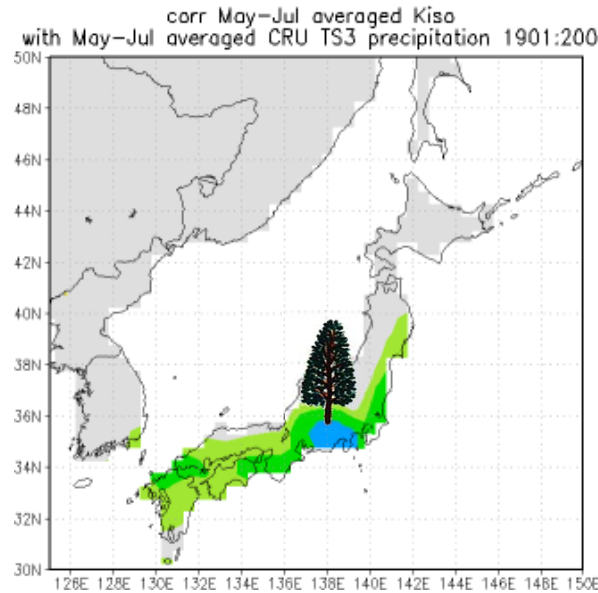 corr May-Jul averaged Kiso
with May-Jul averaged CRU TS3 precipitation 1901:200
50N
48N
46N
44N
42N
40N
38N
36N
34N
32N
30N
126E 128E 130E 132E 134E 136E 138E 140E 142E 144E 146E 148E 150E